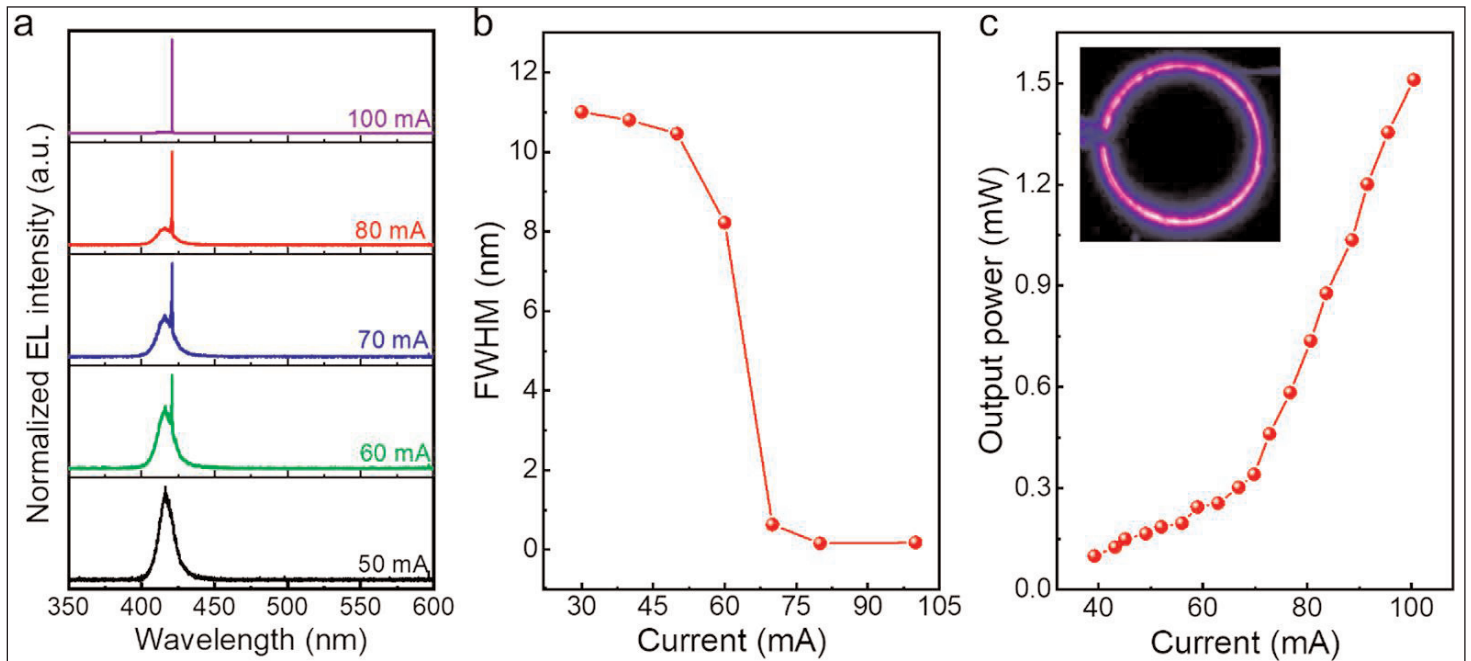 a
Normalized EL intensity (a.u.)
100 mA
80 mA
70 mA
60 mA
50 mA
350 400 450 500 550 600
Wavelength (nm)
b
FWHM (nm)
12
10
8
6
4
2
0
30 45 60 75 90 105
Current (mA)
c
Output power (mW)
1.5
1.2
0.9
0.6
0.3
0.0
40 60 80 100
Current (mA)